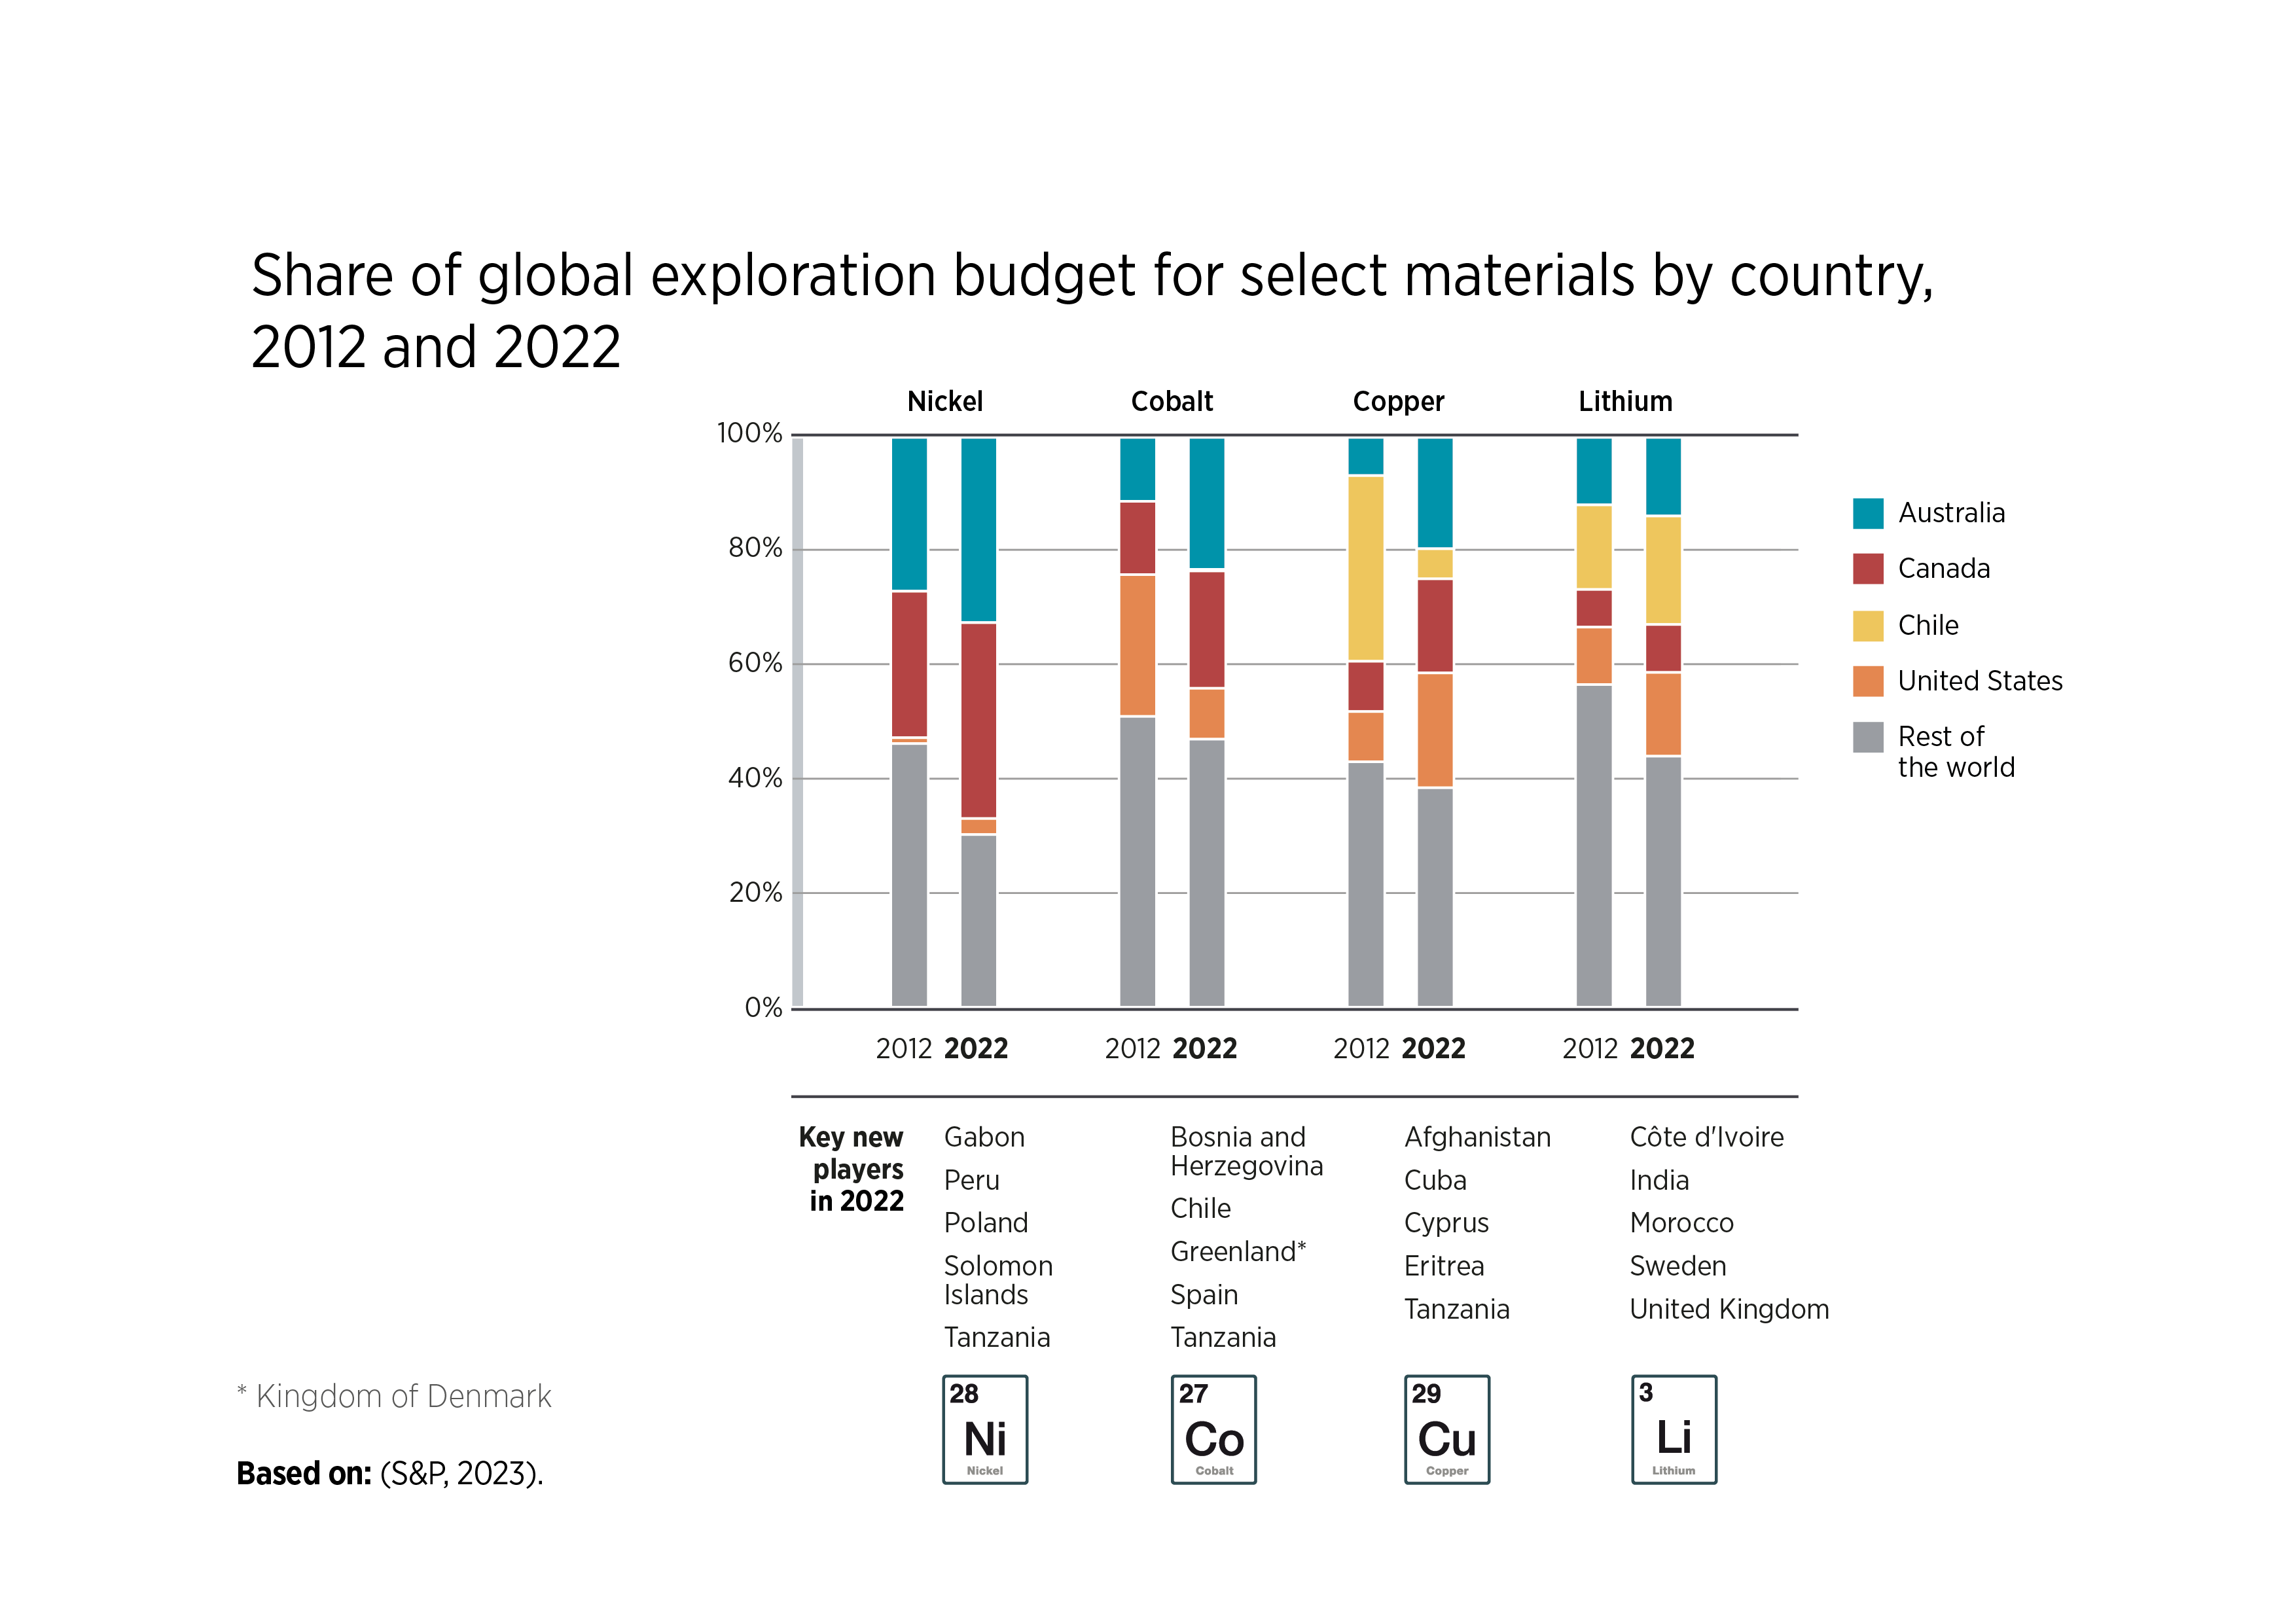 Share of global exploration budget for select materials by country,
2012 and 2022
Nickel
Cobalt
Copper
Lithium
100%
80%
60%
40%
20%
0%
Australia
Canada
Chile
United States
Rest of
the world
2012 2022
2012 2022
2012 2022
2012 2022
Key new
players
in 2022
Gabon
Peru
Poland
Solomon
Islands
Tanzania
Bosnia and
Herzegovina
Chile
Greenland*
Spain
Tanzania
Afghanistan
Cuba
Cyprus
Eritrea
Tanzania
Côte d'Ivoire
India
Morocco
Sweden
United Kingdom
28
Ni
Nickel
27
Co
Cobalt
29
Cu
Copper
3
Li
Lithium
* Kingdom of Denmark
Based on: (S&P, 2023).